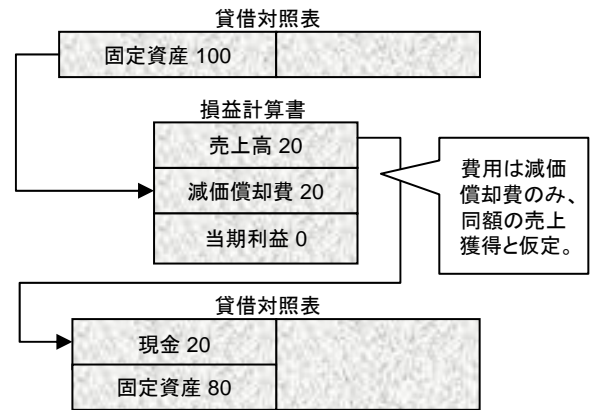 貸借対照表
固定資産 100
損益計算書
売上高 20
減価償却費 20
当期利益 0
費用は減価
償却費のみ、
同額の売上
獲得と仮定。
貸借対照表
現金 20
固定資産 80